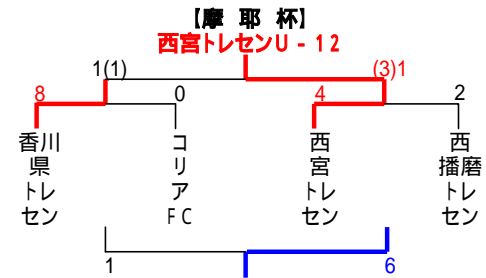 【摩 耶 杯】
西宮トレセンU-12
1(1) (3)1
8 0 4 2
香川県トレセン
コリアFC
西宮トレセン
西播磨トレセン
1 6